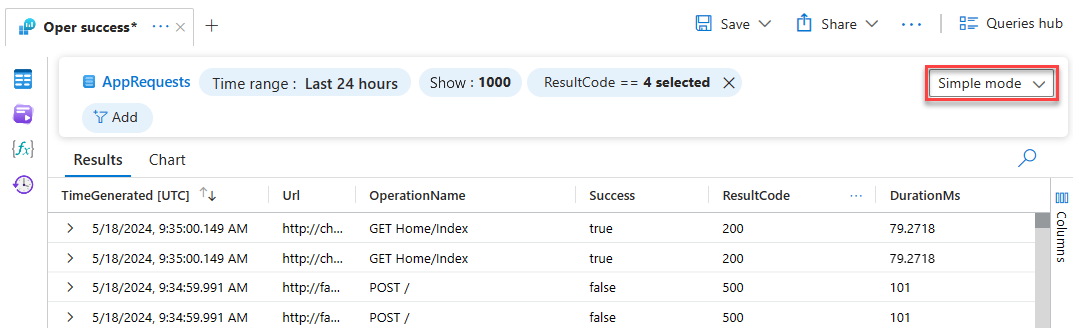 Oper success* ··· × + Save Share ··· Queries hub
AppRequests Time range : Last 24 hours Show : 1000 ResultCode == 4 selected Simple mode
Add
{fx}
Results Chart
TimeGenerated [UTC] ↑↓ Url OperationName Success ResultCode ··· DurationMs
5/18/2024, 9:35:00.149 AM http://ch... GET Home/Index true 200 79.2718
5/18/2024, 9:35:00.149 AM http://ch... GET Home/Index true 200 79.2718
5/18/2024, 9:34:59.991 AM http://fa... POST / false 500 101
5/18/2024, 9:34:59.991 AM http://fa... POST / false 500 101
Columns